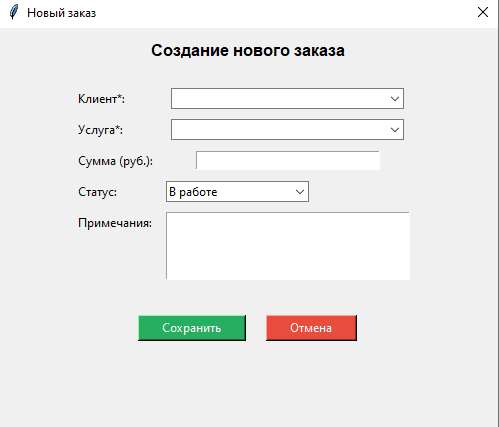 Новый заказ
Создание нового заказа
Клиент*:
Услуга*:
Сумма (руб.):
Статус: В работе
Примечания:
Сохранить Отмена